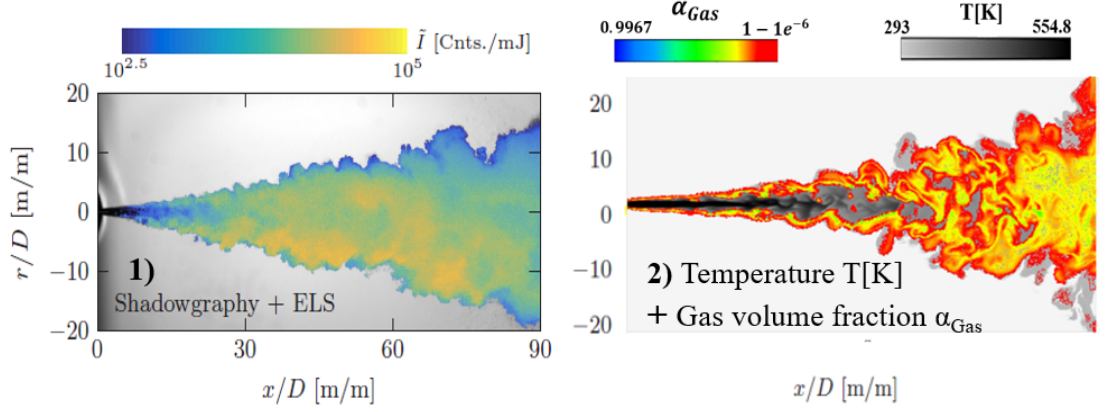 Ĩ [Cnts./mJ]
10^2.5
10^5
α_Gas
0.9967
1 − 1e^−6
T[K]
293
554.8
20
10
0
−10
−20
r/D [m/m]
1)
Shadowgraphy + ELS
0
30
60
90
x/D [m/m]
20
10
0
-10
-20
2) Temperature T[K]
+ Gas volume fraction α_Gas
x/D [m/m]